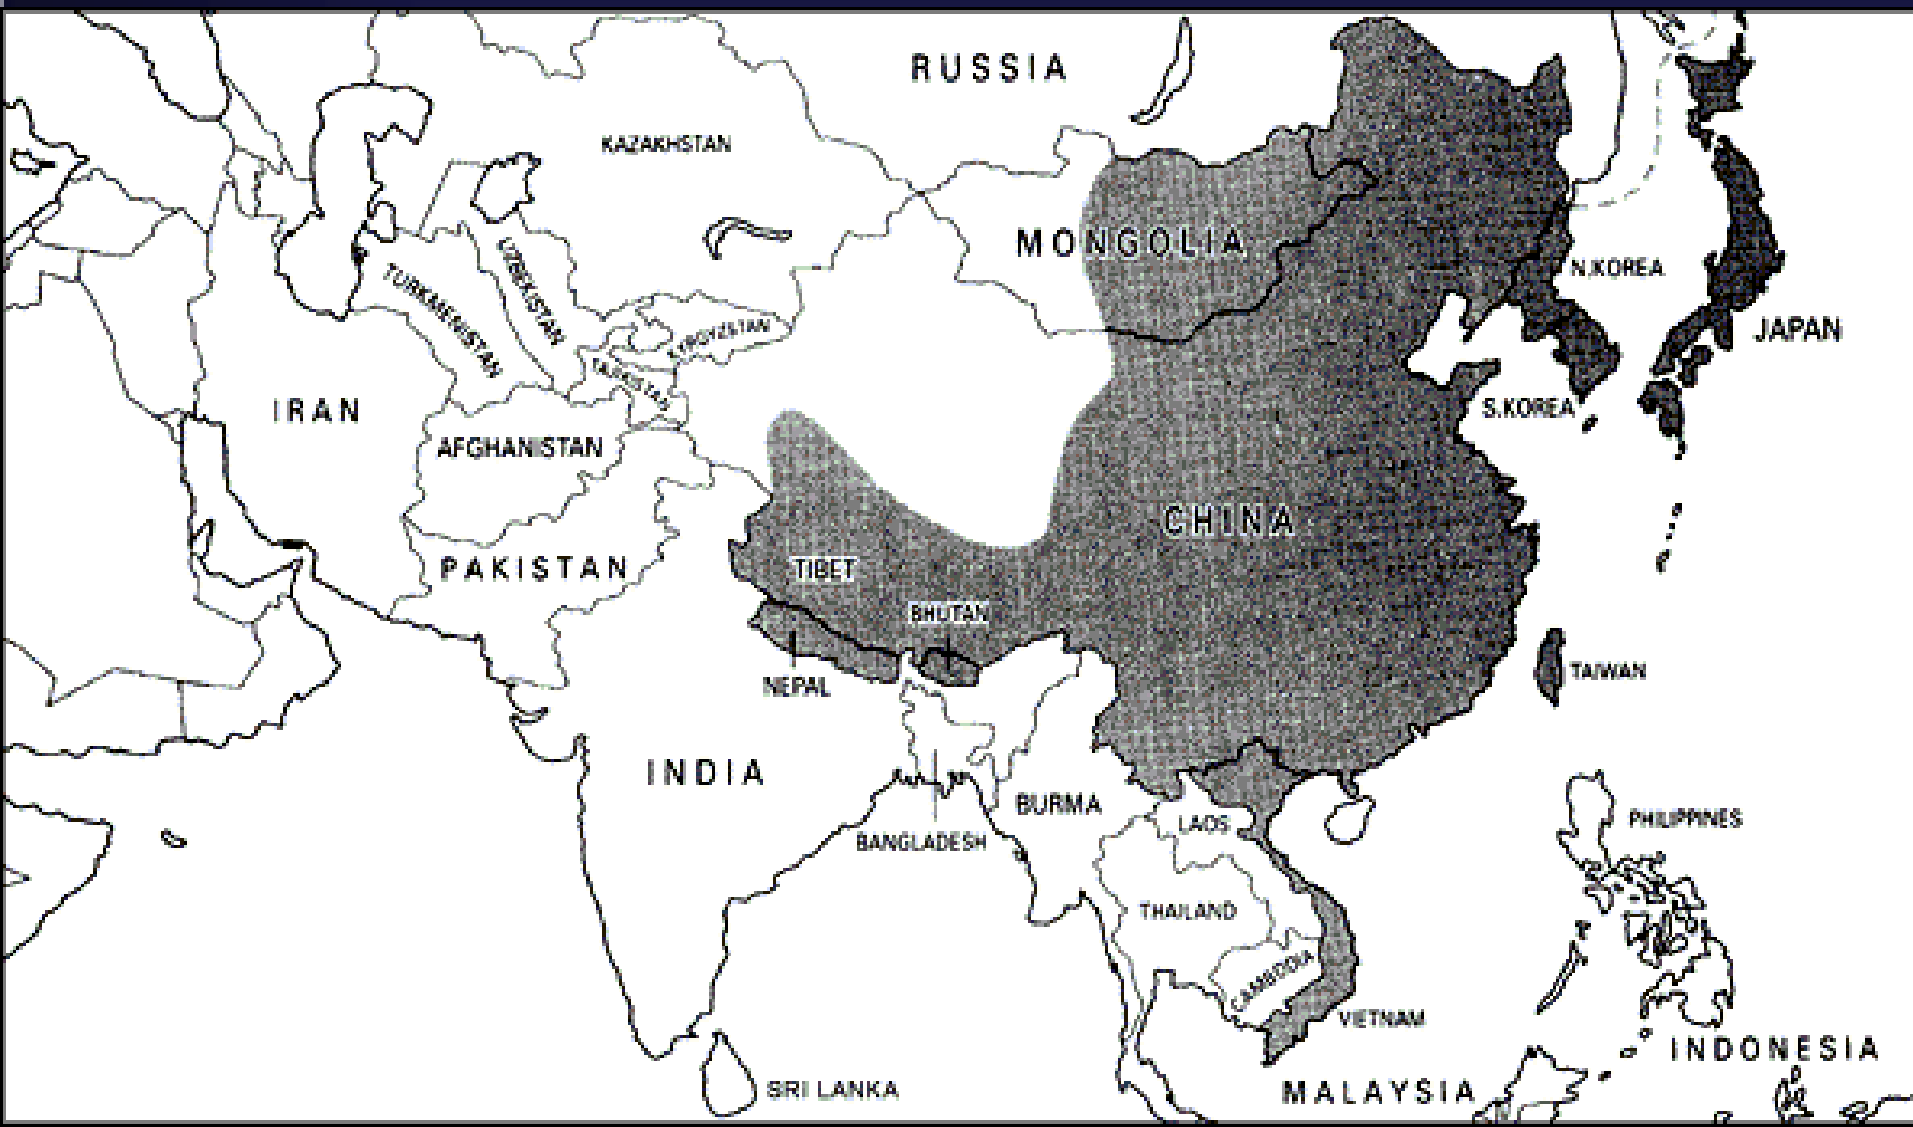 RUSSIA
KAZAKHSTAN
MONGOLIA
UZBEKISTAN
TURKMENISTAN
N.KOREA
JAPAN
KYRGYZSTAN
TAJIKISTAN
IRAN
S.KOREA
AFGHANISTAN
CHINA
PAKISTAN
TIBET
BHUTAN
TAIWAN
NEPAL
INDIA
BURMA
PHILIPPINES
LAOS
BANGLADESH
THAILAND
CAMBODIA
VIETNAM
INDONESIA
SRI LANKA
MALAYSIA